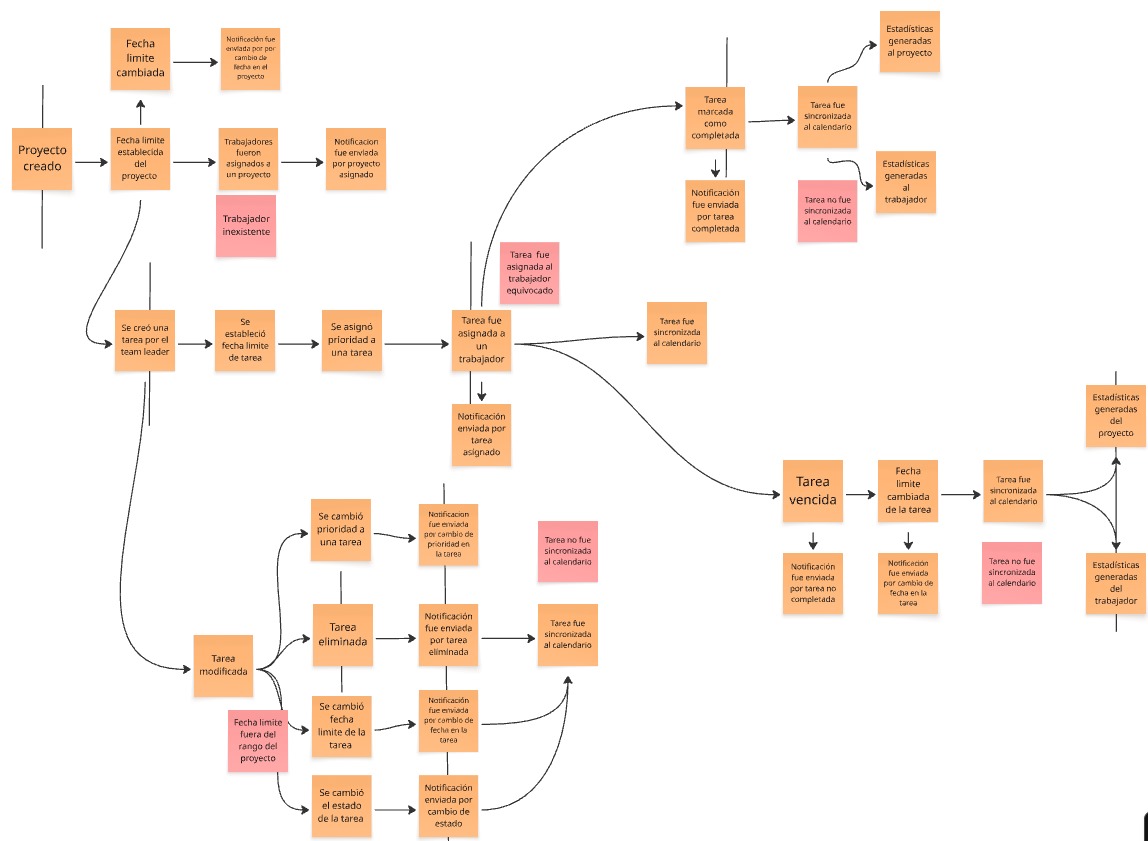 Fecha
limite
cambiada
Notificación fue
enviada por por
cambio de
fecha en el
proyecto
Proyecto
creado
Fecha limite
establecida
del
proyecto
Trabajadores
fueron
asignados a
un proyecto
Notificacion
fue enviada
por proyecto
asignado
Trabajador
inexistente
Tarea
marcada
como
completada
Tarea fue
sincronizada
al calendario
Estadísticas
generadas
al proyecto
Estadísticas
generadas
al
trabajador
Notificación
fue enviada
por tarea
completada
Tarea no fue
sincronizada
al calendario
Tarea fue
asignada al
trabajador
equivocado
Se creó una
tarea por el
team leader
Se
estableció
fecha limite
de tarea
Se asignó
prioridad a
una tarea
Tarea fue
asignada a
un
trabajador
Tarea fue
sincronizada
al calendario
Notificación
enviada por
tarea
asignado
Tarea
vencida
Fecha
limite
cambiada
de la tarea
Tarea fue
sincronizada
al calendario
Estadísticas
generadas
del
proyecto
Notificación
fue enviada
por tarea no
completada
Notificación
fue enviada
por cambio de
fecha en la
tarea
Tarea no fue
sincronizada
al calendario
Estadísticas
generadas
del
trabajador
Se cambió
prioridad a
una tarea
Notificacion
fue enviada
por cambio de
prioridad en
la tarea
Tarea no fue
sincronizada
al calendario
Tarea
modificada
Tarea
eliminada
Notificación
fue enviada
por tarea
eliminada
Tarea fue
sincronizada
al calendario
Fecha limite
fuera del
rango del
proyecto
Se cambió
fecha
limite de la
tarea
Notificación
fue enviada
por cambio de
fecha en la
tarea
Se cambió
el estado
de la tarea
Notificación
enviada por
cambio de
estado